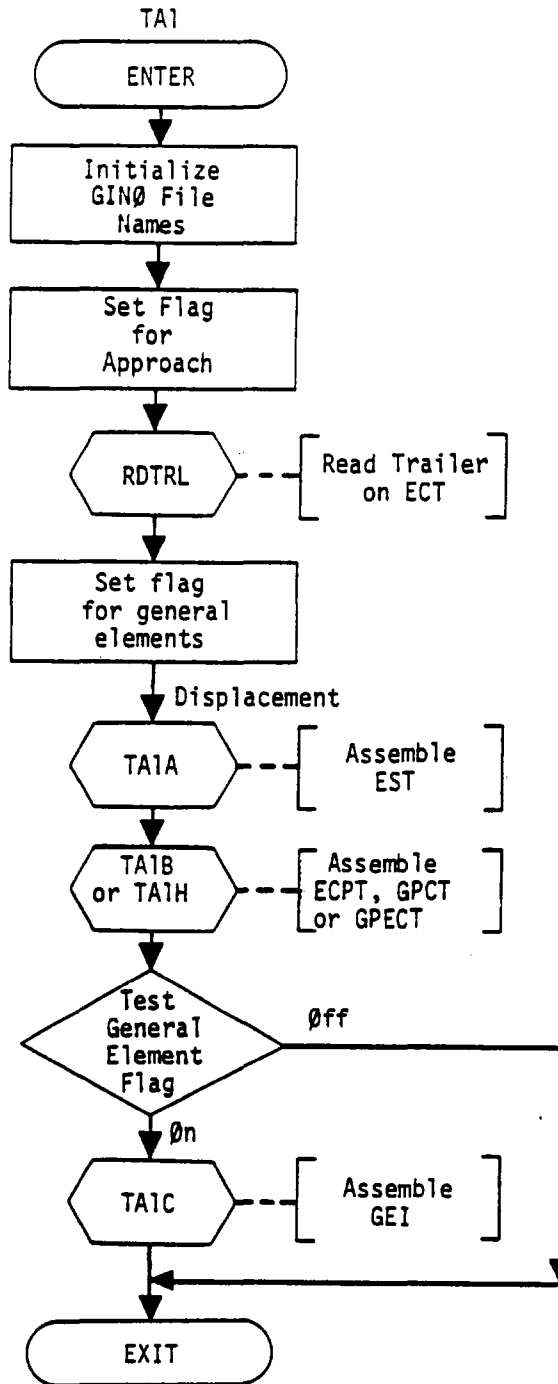 TA1
ENTER
Initialize
GINØ File
Names
Set Flag
for
Approach
RDTRL
Read Trailer
on ECT
Set flag
for general
elements
Displacement
TA1A
Assemble
EST
TA1B
or TA1H
Assemble
ECPT, GPCT
or GPECT
Test
General
Element
Flag
Øff
Øn
TA1C
Assemble
GEI
EXIT